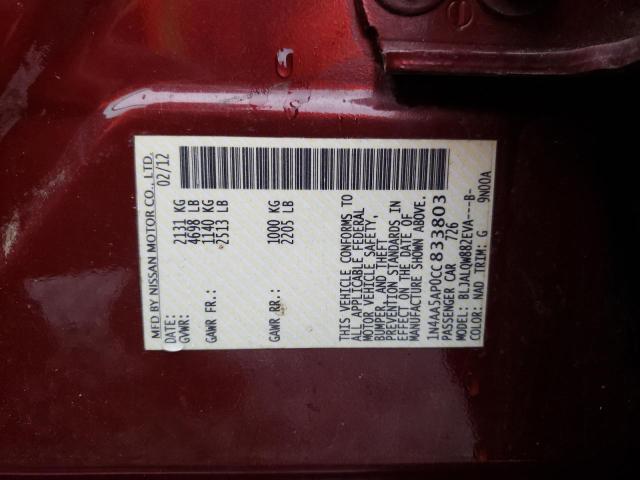 MFD BY NISSAN MOTOR CO., LTD.
DATE: 02/12
GVWR: 2131 KG
4698 LB
GAWR FR.: 1140 KG
2513 LB
GAWR RR.: 1000 KG
2205 LB
THIS VEHICLE CONFORMS TO
ALL APPLICABLE FEDERAL
MOTOR VEHICLE SAFETY,
BUMPER, AND THEFT
PREVENTION STANDARDS IN
EFFECT ON THE DATE OF
MANUFACTURE SHOWN ABOVE.
1N4AA5AP0CC833803
PASSENGER CAR 726
MODEL: BLJALQW8B2EVA---B-
COLOR: NAD TRIM: G 9N00A